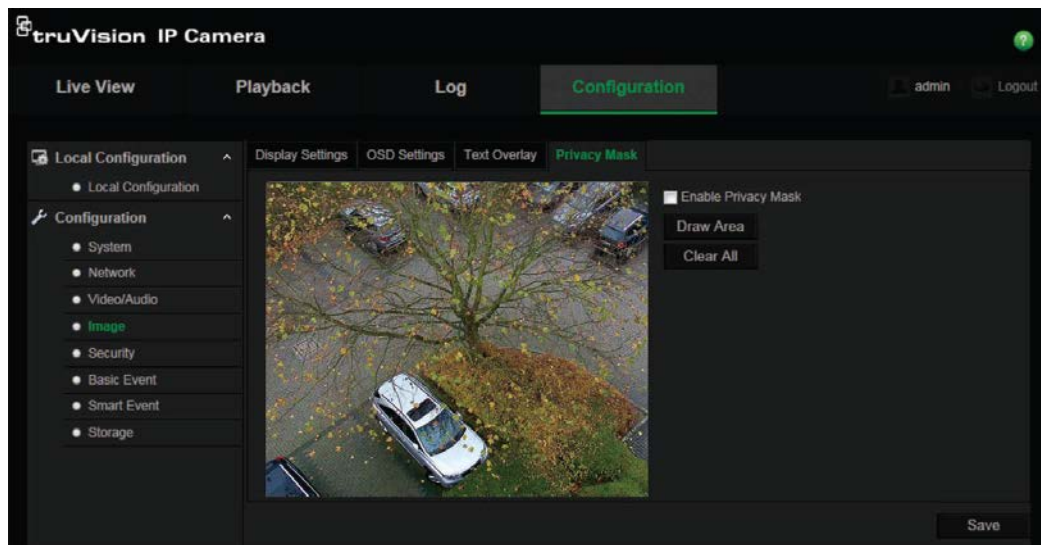 truVision IP Camera
?
Live View Playback Log Configuration admin Logout
Local Configuration
Local Configuration
Configuration
System
Network
Video/Audio
Image
Security
Basic Event
Smart Event
Storage
Display Settings OSD Settings Text Overlay Privacy Mask
Enable Privacy Mask
Draw Area
Clear All
Save